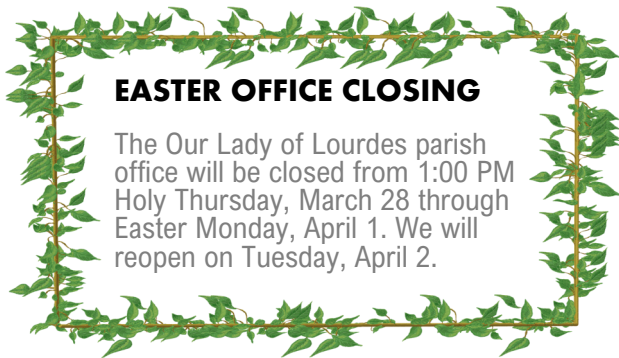 EASTER OFFICE CLOSING
The Our Lady of Lourdes parish
office will be closed from 1:00 PM
Holy Thursday, March 28 through
Easter Monday, April 1. We will
reopen on Tuesday, April 2.